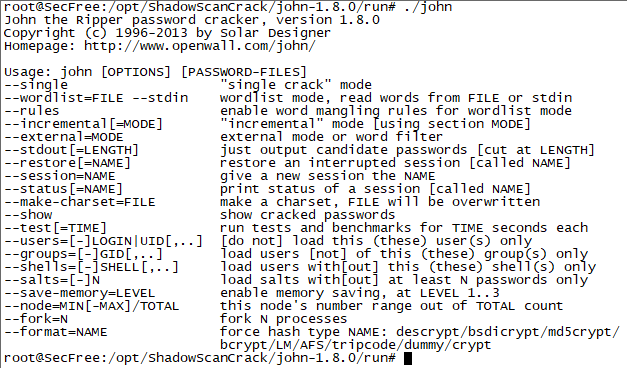 root@SecFree:/opt/ShadowScanCrack/john-1.8.0/run# ./john
John the Ripper password cracker, version 1.8.0
Copyright (c) 1996-2013 by Solar Designer
Homepage: http://www.openwall.com/john/

Usage: john [OPTIONS] [PASSWORD-FILES]
--single                   "single crack" mode
--wordlist=FILE --stdin    wordlist mode, read words from FILE or stdin
--rules                    enable word mangling rules for wordlist mode
--incremental[=MODE]       "incremental" mode [using section MODE]
--external=MODE            external mode or word filter
--stdout[=LENGTH]          just output candidate passwords [cut at LENGTH]
--restore[=NAME]           restore an interrupted session [called NAME]
--session=NAME             give a new session the NAME
--status[=NAME]            print status of a session [called NAME]
--make-charset=FILE        make a charset, FILE will be overwritten
--show                     show cracked passwords
--test[=TIME]              run tests and benchmarks for TIME seconds each
--users=[-]LOGIN|UID[,..]  [do not] load this (these) user(s) only
--groups=[-]GID[,..]       load users [not] of this (these) group(s) only
--shells=[-]SHELL[,..]     load users with[out] this (these) shell(s) only
--salts=[-]N               load salts with[out] at least N passwords only
--save-memory=LEVEL        enable memory saving, at LEVEL 1..3
--node=MIN[-MAX]/TOTAL     this node's number range out of TOTAL count
--fork=N                   fork N processes
--format=NAME              force hash type NAME: descrypt/bsdicrypt/md5crypt/
                           bcrypt/LM/AFS/tripcode/dummy/crypt
root@SecFree:/opt/ShadowScanCrack/john-1.8.0/run#